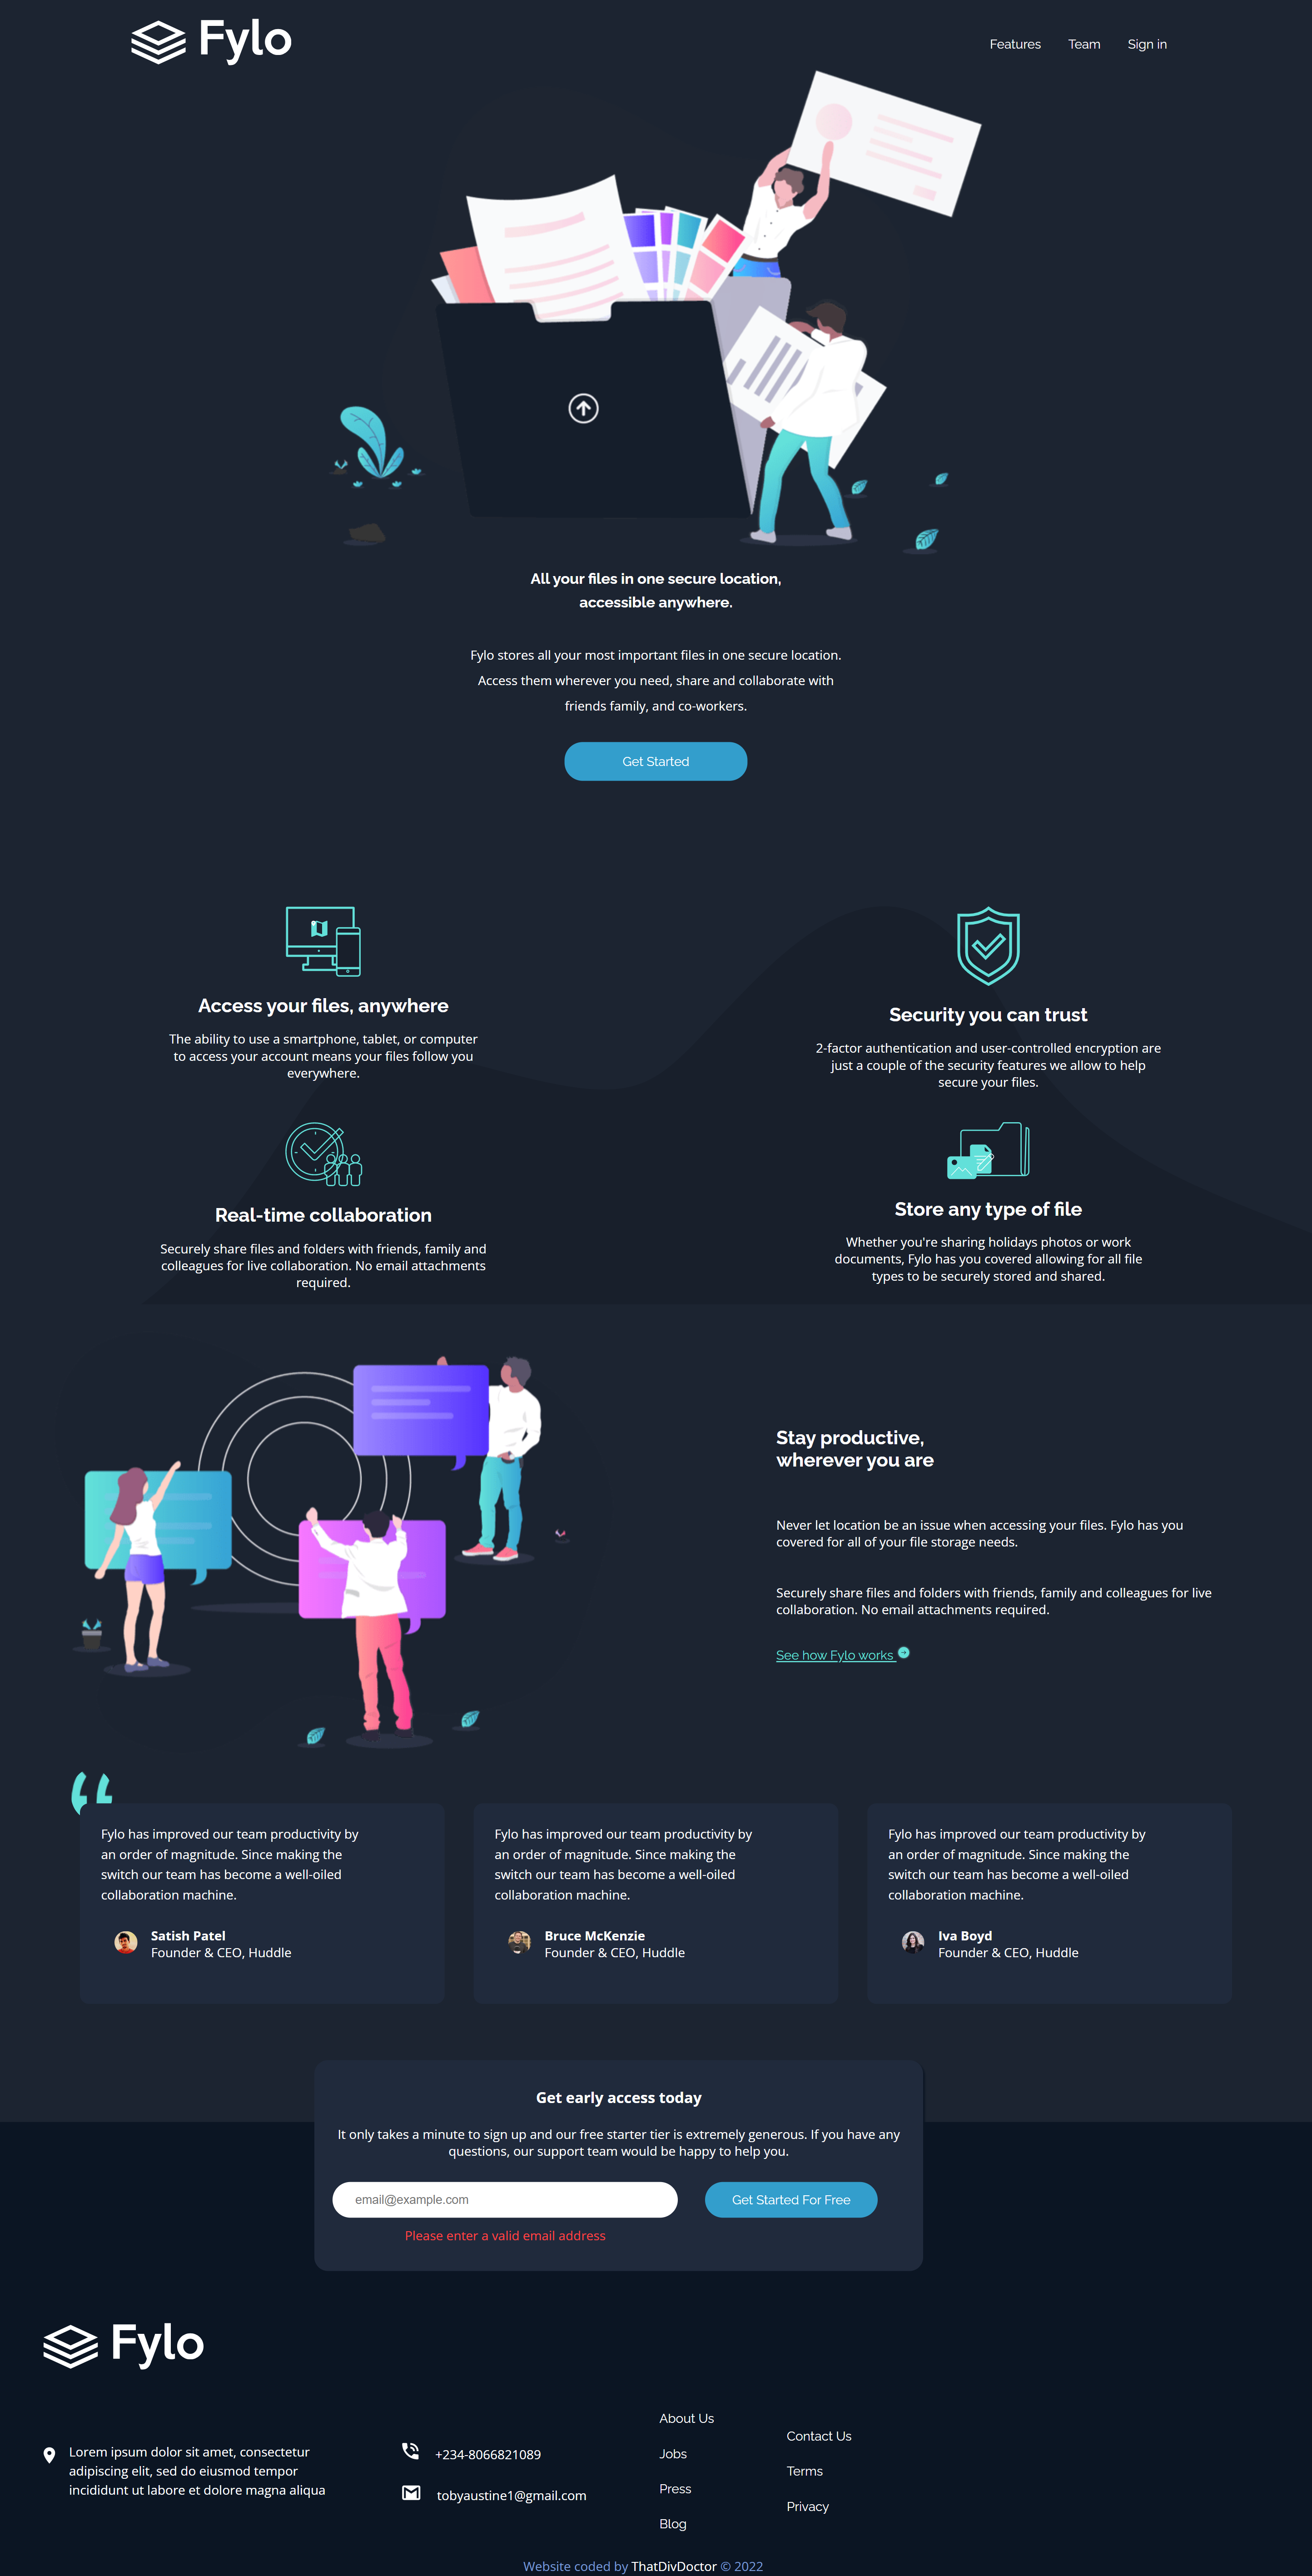 Fylo
Features
Team
Sign in
All your files in one secure location,
accessible anywhere.
Fylo stores all your most important files in one secure location.
Access them wherever you need, share and collaborate with
friends family, and co-workers.
Get Started
Access your files, anywhere
The ability to use a smartphone, tablet, or computer
to access your account means your files follow you
everywhere.
Security you can trust
2-factor authentication and user-controlled encryption are
just a couple of the security features we allow to help
secure your files.
Real-time collaboration
Securely share files and folders with friends, family and
colleagues for live collaboration. No email attachments
required.
Store any type of file
Whether you're sharing holidays photos or work
documents, Fylo has you covered allowing for all file
types to be securely stored and shared.
Stay productive,
wherever you are
Never let location be an issue when accessing your files. Fylo has you
covered for all of your file storage needs.
Securely share files and folders with friends, family and colleagues for live
collaboration. No email attachments required.
See how Fylo works
Fylo has improved our team productivity by
an order of magnitude. Since making the
switch our team has become a well-oiled
collaboration machine.
Satish Patel
Founder & CEO, Huddle
Fylo has improved our team productivity by
an order of magnitude. Since making the
switch our team has become a well-oiled
collaboration machine.
Bruce McKenzie
Founder & CEO, Huddle
Fylo has improved our team productivity by
an order of magnitude. Since making the
switch our team has become a well-oiled
collaboration machine.
Iva Boyd
Founder & CEO, Huddle
Get early access today
It only takes a minute to sign up and our free starter tier is extremely generous. If you have any
questions, our support team would be happy to help you.
email@example.com
Get Started For Free
Please enter a valid email address
Fylo
Lorem ipsum dolor sit amet, consectetur
adipiscing elit, sed do eiusmod tempor
incididunt ut labore et dolore magna aliqua
+234-8066821089
tobyaustine1@gmail.com
About Us
Jobs
Press
Blog
Contact Us
Terms
Privacy
Website coded by ThatDivDoctor © 2022